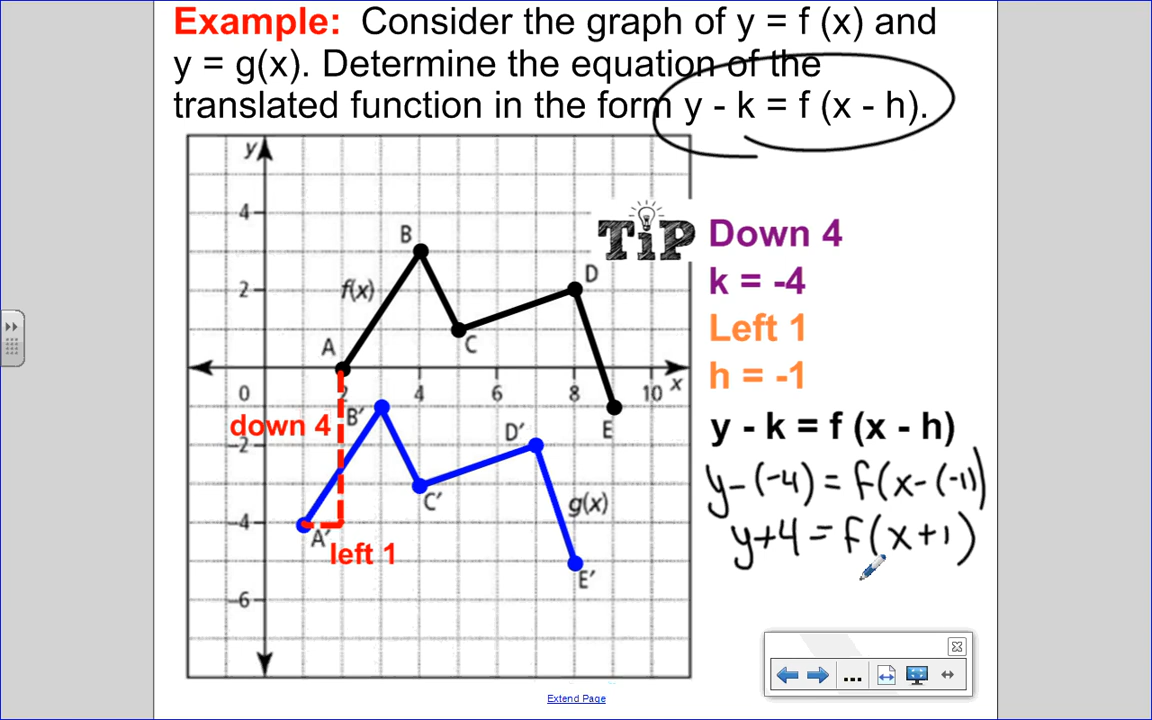 Example: Consider the graph of y = f (x) and
y = g(x). Determine the equation of the
translated function in the form y - k = f (x - h).
y
4
B
TiP
Down 4
D
k = -4
2
f(x)
Left 1
A
C
h = -1
0
2
4
6
8
10
x
B′
E
down 4
D′
y - k = f (x - h)
-2
y-(-4) = f(x-(-1))
C′
g(x)
-4
A′
y+4 = f(x+1)
left 1
E′
-6
...
Extend Page